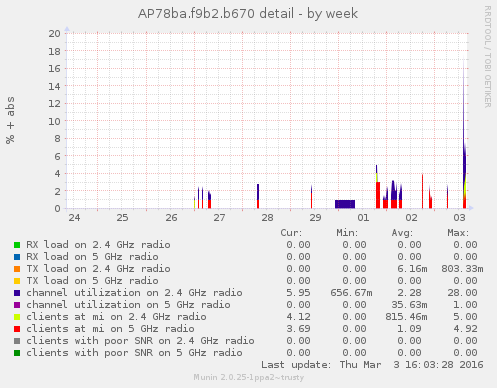 AP78ba.f9b2.b670 detail - by week
RRDTOOL / TOBI OETIKER
% + abs
20
18
16
14
12
10
8
6
4
2
0
24 25 26 27 28 29 01 02 03
Cur: Min: Avg: Max:
RX load on 2.4 GHz radio 0.00 0.00 0.00 0.00
RX load on 5 GHz radio 0.00 0.00 0.00 0.00
TX load on 2.4 GHz radio 0.00 0.00 6.16m 803.33m
TX load on 5 GHz radio 0.00 0.00 0.00 0.00
channel utilization on 2.4 GHz radio 5.95 656.67m 2.28 28.00
channel utilization on 5 GHz radio 0.00 0.00 35.63m 1.00
clients at mi on 2.4 GHz radio 4.12 0.00 815.46m 5.00
clients at mi on 5 GHz radio 3.69 0.00 1.09 4.92
clients with poor SNR on 2.4 GHz radio 0.00 0.00 0.00 0.00
clients with poor SNR on 5 GHz radio 0.00 0.00 0.00 0.00
Last update: Thu Mar 3 16:03:28 2016
Munin 2.0.25-1ppa2~trusty